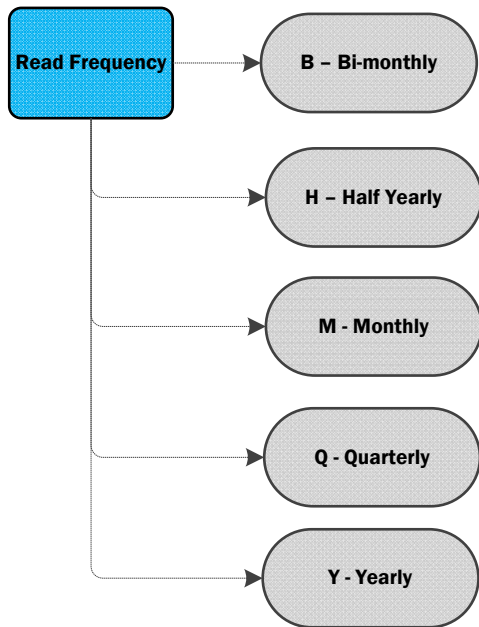 Read Frequency
B – Bi-monthly
H – Half Yearly
M - Monthly
Q - Quarterly
Y - Yearly